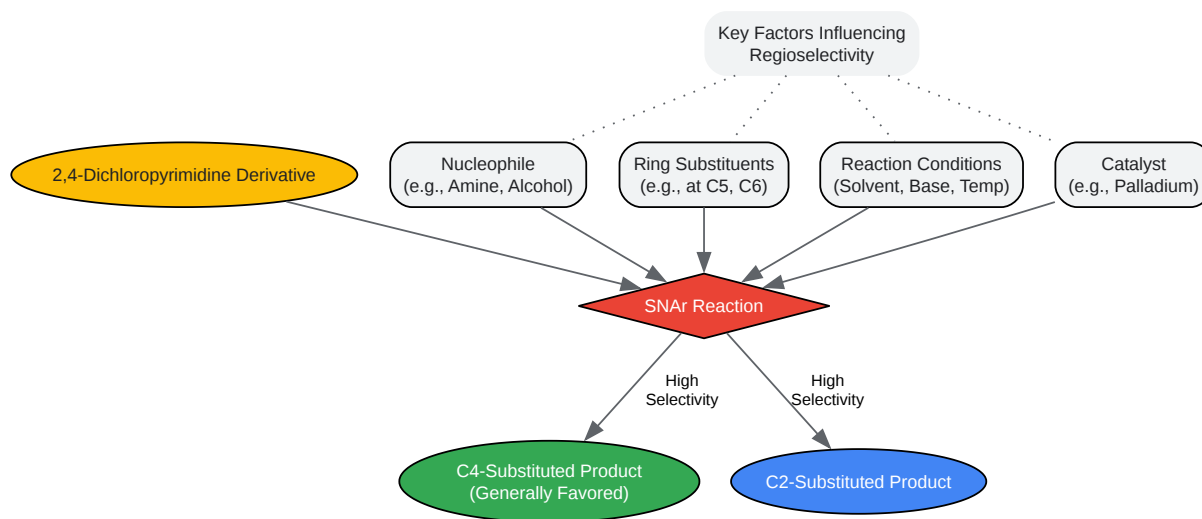 Key Factors Influencing
Regioselectivity
2,4-Dichloropyrimidine Derivative
Nucleophile
(e.g., Amine, Alcohol)
Ring Substituents
(e.g., at C5, C6)
Reaction Conditions
(Solvent, Base, Temp)
Catalyst
(e.g., Palladium)
SNAr Reaction
High
Selectivity
High
Selectivity
C4-Substituted Product
(Generally Favored)
C2-Substituted Product